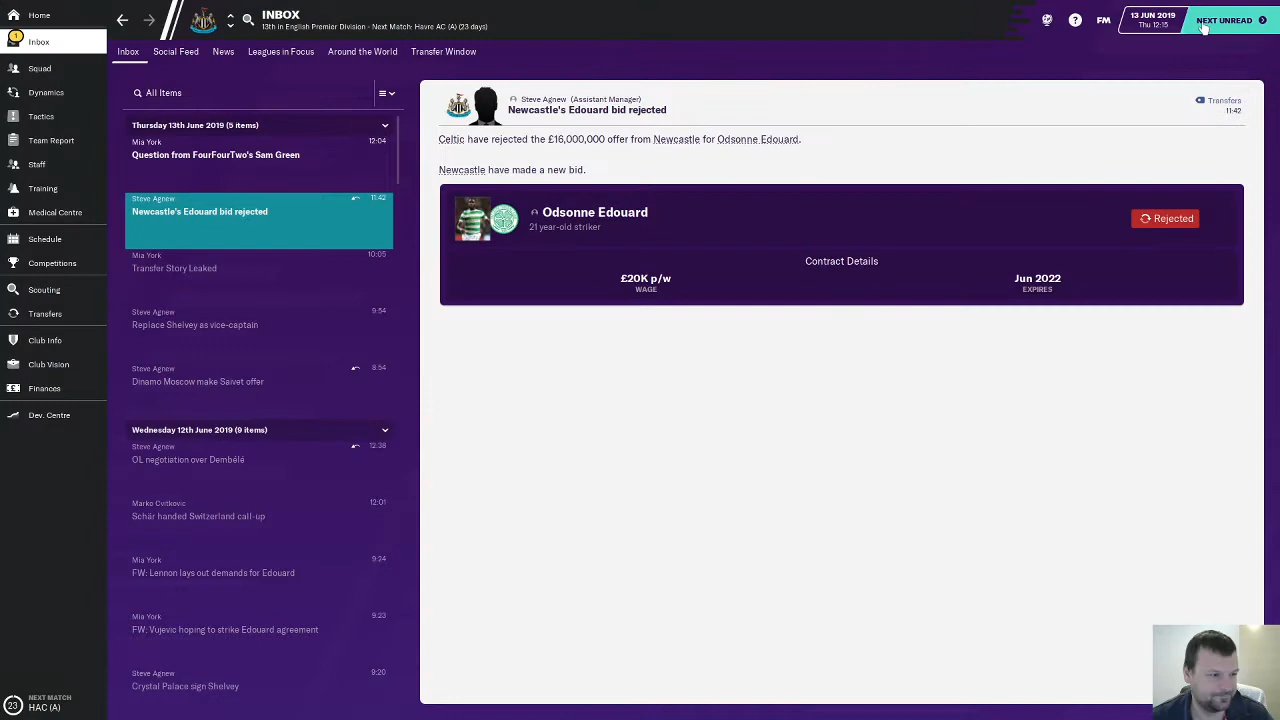 INBOX
13th in English Premier Division - Next Match: Havre AC (A) (23 days)
?
FM
13 JUN 2019
Thu 12:15
NEXT UNREAD
Home
1
Inbox
Squad
Dynamics
Tactics
Team Report
Staff
Training
Medical Centre
Schedule
Competitions
Scouting
Transfers
Club Info
Club Vision
Finances
Dev. Centre
23
NEXT MATCH
HAC (A)
Inbox
Social Feed
News
Leagues in Focus
Around the World
Transfer Window
All Items
Thursday 13th June 2019 (5 items)
Mia York
12:04
Question from FourFourTwo's Sam Green
Steve Agnew
11:42
Newcastle's Edouard bid rejected
Mia York
10:05
Transfer Story Leaked
Steve Agnew
9:54
Replace Shelvey as vice-captain
Steve Agnew
8:54
Dinamo Moscow make Saivet offer
Wednesday 12th June 2019 (9 items)
Steve Agnew
12:38
OL negotiation over Dembélé
Marko Cvitkovic
12:01
Schär handed Switzerland call-up
Mia York
9:24
FW: Lennon lays out demands for Edouard
Mia York
9:23
FW: Vujevic hoping to strike Edouard agreement
Steve Agnew
9:20
Crystal Palace sign Shelvey
Steve Agnew (Assistant Manager)
Newcastle's Edouard bid rejected
Transfers
11:42
Celtic have rejected the £16,000,000 offer from Newcastle for Odsonne Edouard.
Newcastle have made a new bid.
Odsonne Edouard
21 year-old striker
Rejected
Contract Details
£20K p/w
WAGE
Jun 2022
EXPIRES